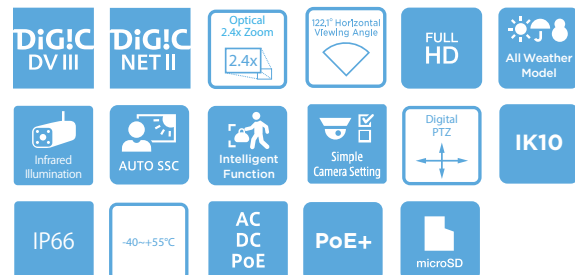 DiG!C
DV III
DiG!C
NET II
Optical
2.4x Zoom
2.4x
122,1° Horizontal
Viewing Angle
FULL
HD
All Weather
Model
Infrared
Illumination
AUTO SSC
Intelligent
Function
Simple
Camera Setting
Digital
PTZ
IK10
IP66
-40~+55°C
AC
DC
PoE
PoE+
microSD